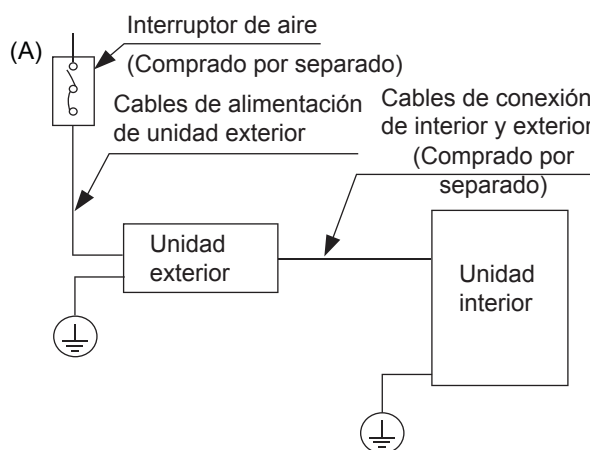 (A)
Interruptor de aire
(Comprado por separado)
Cables de alimentación
de unidad exterior
Cables de conexión
de interior y exterior
(Comprado por
separado)
Unidad
exterior
Unidad
interior